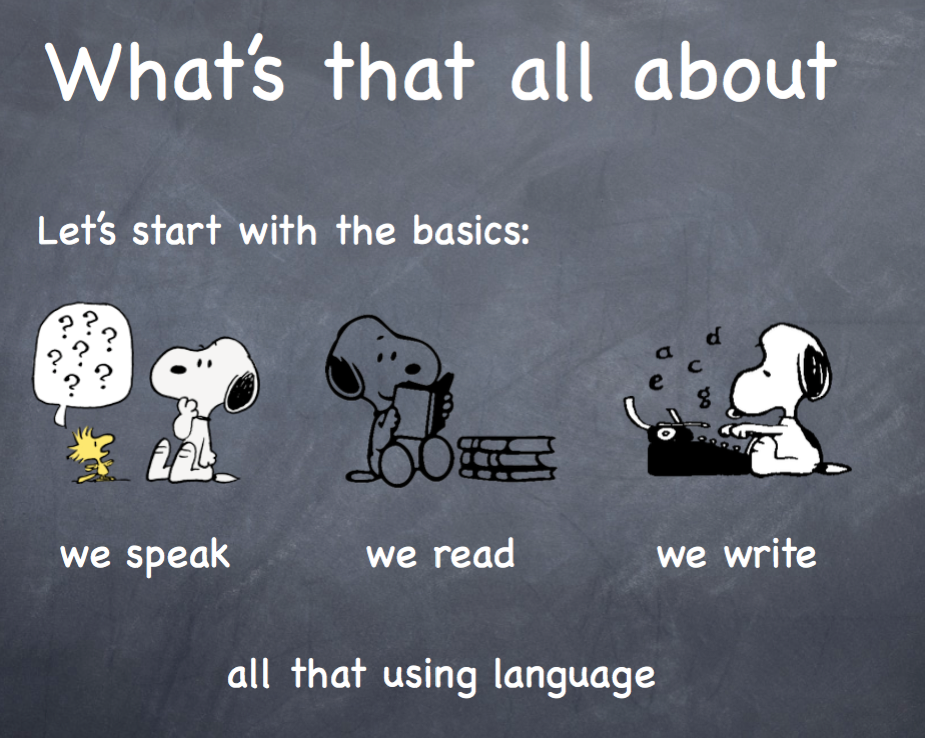 What's that all about
Let's start with the basics:
? ? ? ? ? ? ?
a d c e g
we speak we read we write
all that using language